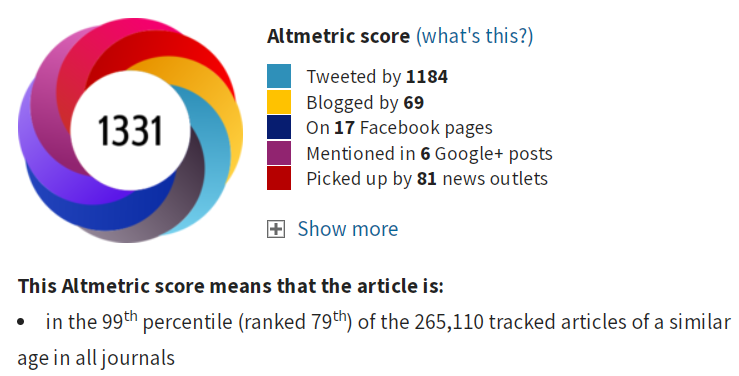 1331
Altmetric score (what's this?)
Tweeted by 1184
Blogged by 69
On 17 Facebook pages
Mentioned in 6 Google+ posts
Picked up by 81 news outlets
Show more
This Altmetric score means that the article is:
• in the 99th percentile (ranked 79th) of the 265,110 tracked articles of a similar
age in all journals